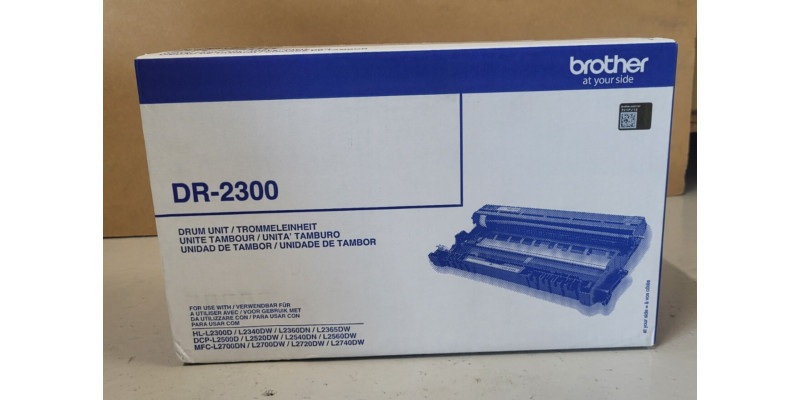 brother
at your side
DR-2300
DRUM UNIT / TROMMELEINHEIT
UNITE TAMBOUR / UNITA' TAMBURO
UNIDAD DE TAMBOR / UNIDADE DE TAMBOR
FOR USE WITH / VERWENDBAR FÜR
A UTILISER AVEC / VOOR GEBRUIK MET
DA UTILIZZARE CON / PARA USAR CON
PARA USAR COM
HL-L2300D / L2340DW / L2360DN / L2365DW
DCP-L2500D / L2520DW / L2540DN / L2560DW
MFC-L2700DN / L2700DW / L2720DW / L2740DW